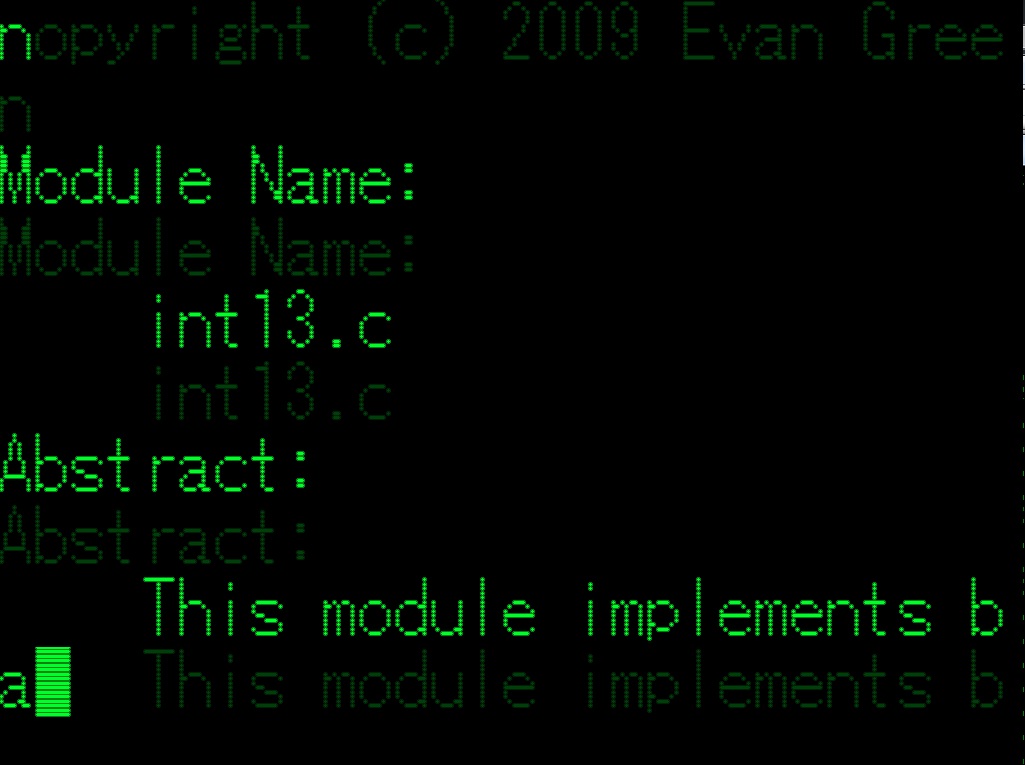 nopyright (c) 2009 Evan Gree
n
Module Name:
Module Name:
int13.c
int13.c
Abstract:
Abstract:
This module implements b
a This module implements b